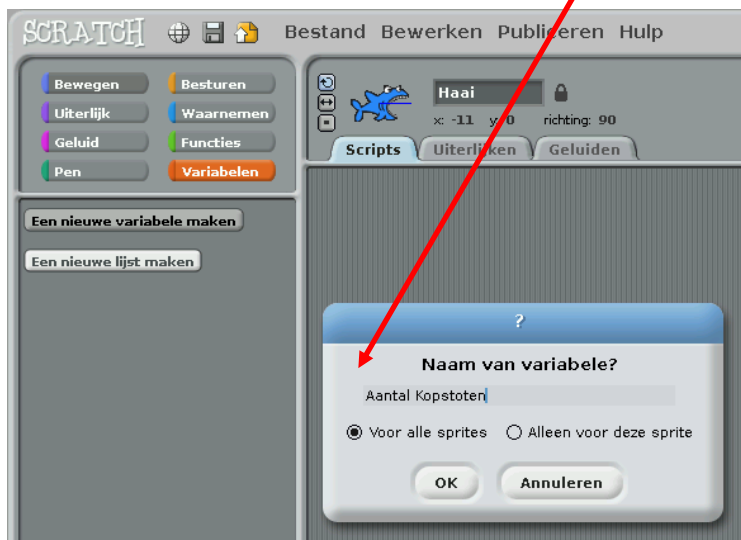 SCRATCH Bestand Bewerken Publiceren Hulp
Bewegen Besturen
Uiterlijk Waarnemen
Geluid Functies
Pen Variabelen
Haai
x: -11 y: 0 richting: 90
Scripts Uiterlijken Geluiden
Een nieuwe variabele maken
Een nieuwe lijst maken
?
Naam van variabele?
Aantal Kopstoten
Voor alle sprites Alleen voor deze sprite
OK Annuleren